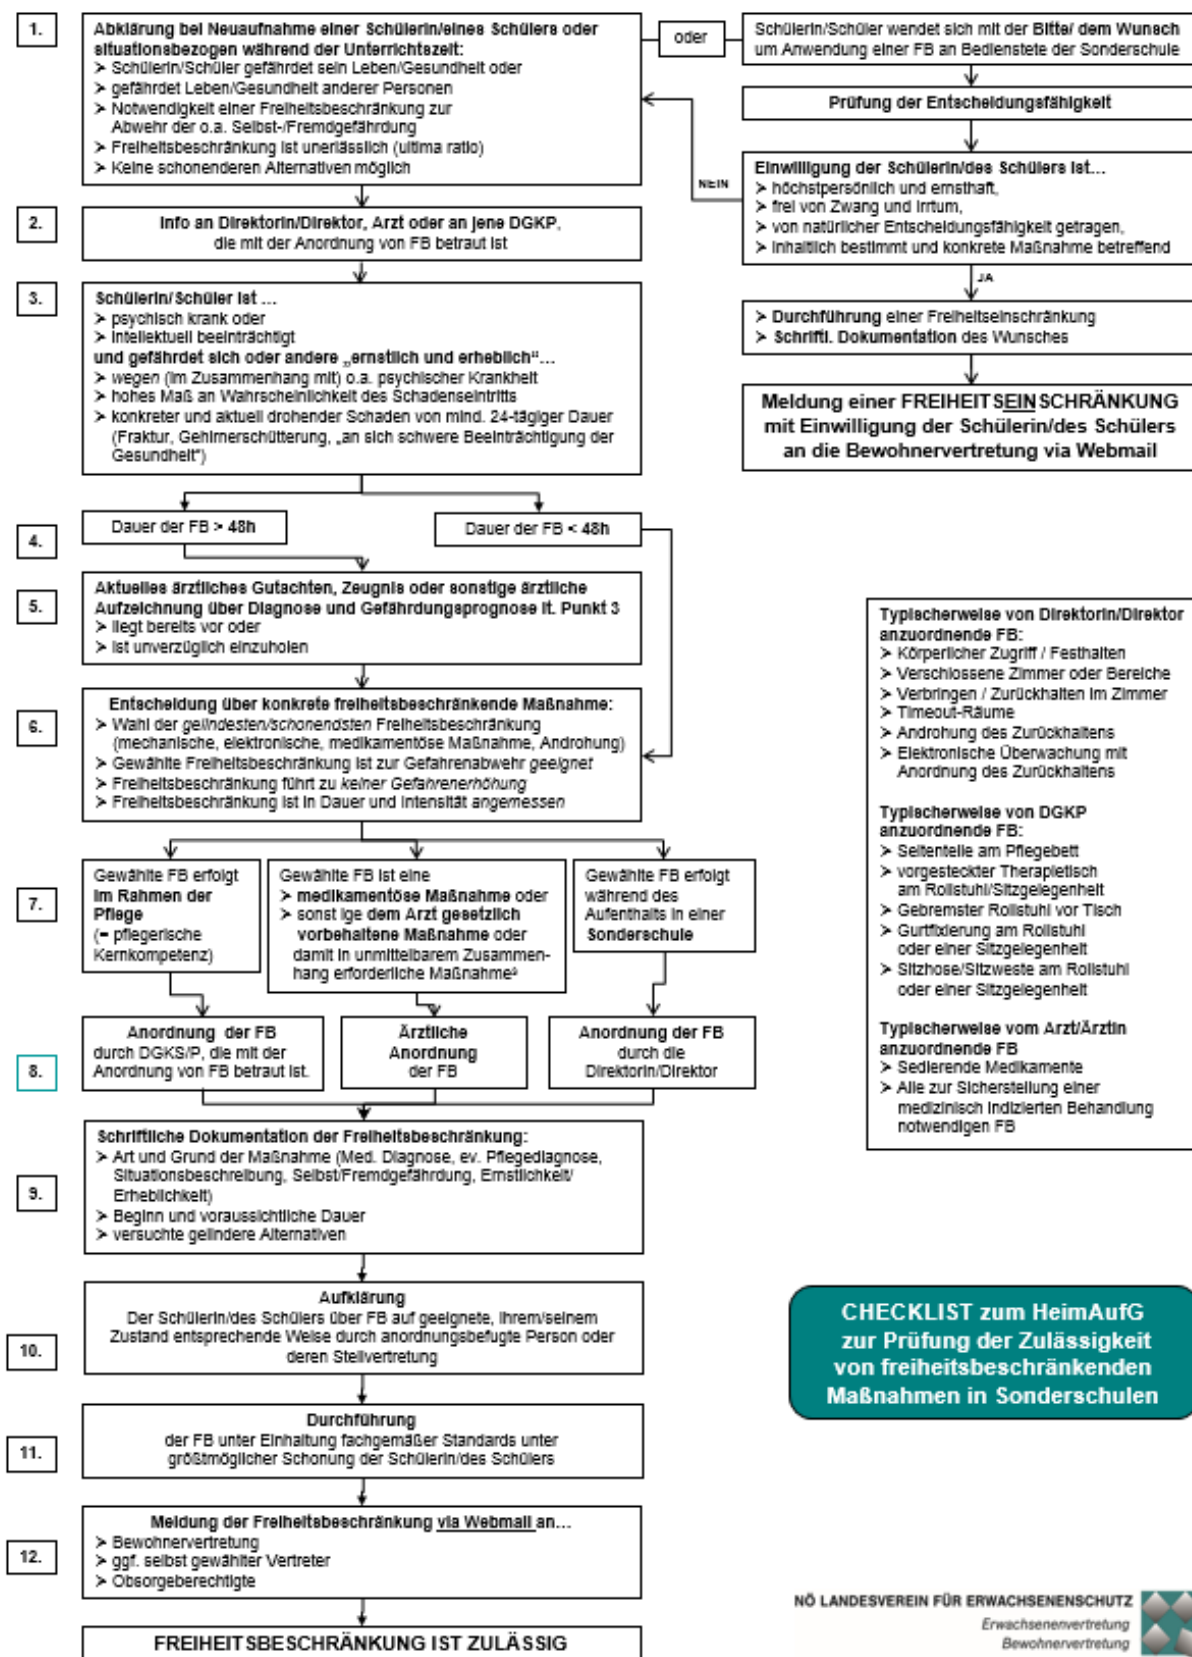 1.
Abklärung bei Neuaufnahme einer Schülerin/eines Schülers oder
situationsbezogen während der Unterrichtszeit:
➢ Schülerin/Schüler gefährdet sein Leben/Gesundheit oder
➢ gefährdet Leben/Gesundheit anderer Personen
➢ Notwendigkeit einer Freiheitsbeschränkung zur
Abwehr der o.a. Selbst-/Fremdgefährdung
➢ Freiheitsbeschränkung ist unerlässlich (ultima ratio)
➢ Keine schonenderen Alternativen möglich
oder
Schülerin/Schüler wendet sich mit der Bitte/ dem Wunsch
um Anwendung einer FB an Bedienstete der Sonderschule
Prüfung der Entscheidungsfähigkeit
Einwilligung der Schülerin/des Schülers ist...
➢ höchstpersönlich und ernsthaft,
➢ frei von Zwang und Irrtum,
➢ von natürlicher Entscheidungsfähigkeit getragen,
➢ inhaltlich bestimmt und konkrete Maßnahme betreffend
NEIN
JA
➢ Durchführung einer Freiheitseinschränkung
➢ Schriftl. Dokumentation des Wunsches
Meldung einer FREIHEITSEINSCHRÄNKUNG
mit Einwilligung der Schülerin/des Schülers
an die Bewohnervertretung via Webmail
2.
Info an Direktorin/Direktor, Arzt oder an jene DGKP,
die mit der Anordnung von FB betraut ist
3.
Schülerin/Schüler ist ...
➢ psychisch krank oder
➢ intellektuell beeinträchtigt
und gefährdet sich oder andere „ernstlich und erheblich“...
➢ wegen (im Zusammenhang mit) o.a. psychischer Krankheit
➢ hohes Maß an Wahrscheinlichkeit des Schadenseintritts
➢ konkreter und aktuell drohender Schaden von mind. 24-tägiger Dauer
(Fraktur, Gehirnerschütterung, „an sich schwere Beeinträchtigung der
Gesundheit“)
4.
Dauer der FB > 48h
Dauer der FB < 48h
5.
Aktuelles ärztliches Gutachten, Zeugnis oder sonstige ärztliche
Aufzeichnung über Diagnose und Gefährdungsprognose lt. Punkt 3
➢ liegt bereits vor oder
➢ ist unverzüglich einzuholen
6.
Entscheidung über konkrete freiheitsbeschränkende Maßnahme:
➢ Wahl der gelindesten/schonendsten Freiheitsbeschränkung
(mechanische, elektronische, medikamentöse Maßnahme, Androhung)
➢ Gewählte Freiheitsbeschränkung ist zur Gefahrenabwehr geeignet
➢ Freiheitsbeschränkung führt zu keiner Gefahrenerhöhung
➢ Freiheitsbeschränkung ist in Dauer und Intensität angemessen
7.
Gewählte FB erfolgt
im Rahmen der
Pflege
(= pflegerische
Kernkompetenz)
Gewählte FB ist eine
➢ medikamentöse Maßnahme oder
➢ sonst ige dem Arzt gesetzlich
vorbehaltene Maßnahme oder
damit in unmittelbarem Zusammen-
hang erforderliche Maßnahme
Gewählte FB erfolgt
während des
Aufenthalts in einer
Sonderschule
8.
Anordnung der FB
durch DGKS/P, die mit der
Anordnung von FB betraut ist.
Ärztliche
Anordnung
der FB
Anordnung der FB
durch die
Direktorin/Direktor
9.
Schriftliche Dokumentation der Freiheitsbeschränkung:
➢ Art und Grund der Maßnahme (Med. Diagnose, ev. Pflegediagnose,
Situationsbeschreibung, Selbst/Fremdgefährdung, Ernstlichkeit/
Erheblichkeit)
➢ Beginn und voraussichtliche Dauer
➢ versuchte gelindere Alternativen
10.
Aufklärung
Der Schülerin/des Schülers über FB auf geeignete, ihrem/seinem
Zustand entsprechende Weise durch anordnungsbefugte Person oder
deren Stellvertretung
11.
Durchführung
der FB unter Einhaltung fachgemäßer Standards unter
größtmöglicher Schonung der Schülerin/des Schülers
12.
Meldung der Freiheitsbeschränkung via Webmail an...
➢ Bewohnervertretung
➢ ggf. selbst gewählter Vertreter
➢ Obsorgeberechtigte
FREIHEITSBESCHRÄNKUNG IST ZULÄSSIG
Typischerweise von Direktorin/Direktor
anzuordnende FB:
➢ Körperlicher Zugriff / Festhalten
➢ Verschlossene Zimmer oder Bereiche
➢ Verbringen / Zurückhalten im Zimmer
➢ Timeout-Räume
➢ Androhung des Zurückhaltens
➢ Elektronische Überwachung mit
Anordnung des Zurückhaltens
Typischerweise von DGKP
anzuordnende FB:
➢ Seitenteile am Pflegebett
➢ vorgesteckter Therapietisch
am Rollstuhl/Sitzgelegenheit
➢ Gebremster Rollstuhl vor Tisch
➢ Gurtfixierung am Rollstuhl
oder einer Sitzgelegenheit
➢ Sitzhose/Sitzweste am Rollstuhl
oder einer Sitzgelegenheit
Typischerweise vom Arzt/Ärztin
anzuordnende FB
➢ Sedierende Medikamente
➢ Alle zur Sicherstellung einer
medizinisch indizierten Behandlung
notwendigen FB
CHECKLIST zum HeimAufG
zur Prüfung der Zulässigkeit
von freiheitsbeschränkenden
Maßnahmen in Sonderschulen
NÖ LANDESVEREIN FÜR ERWACHSENENSCHUTZ
Erwachsenenvertretung
Bewohnervertretung